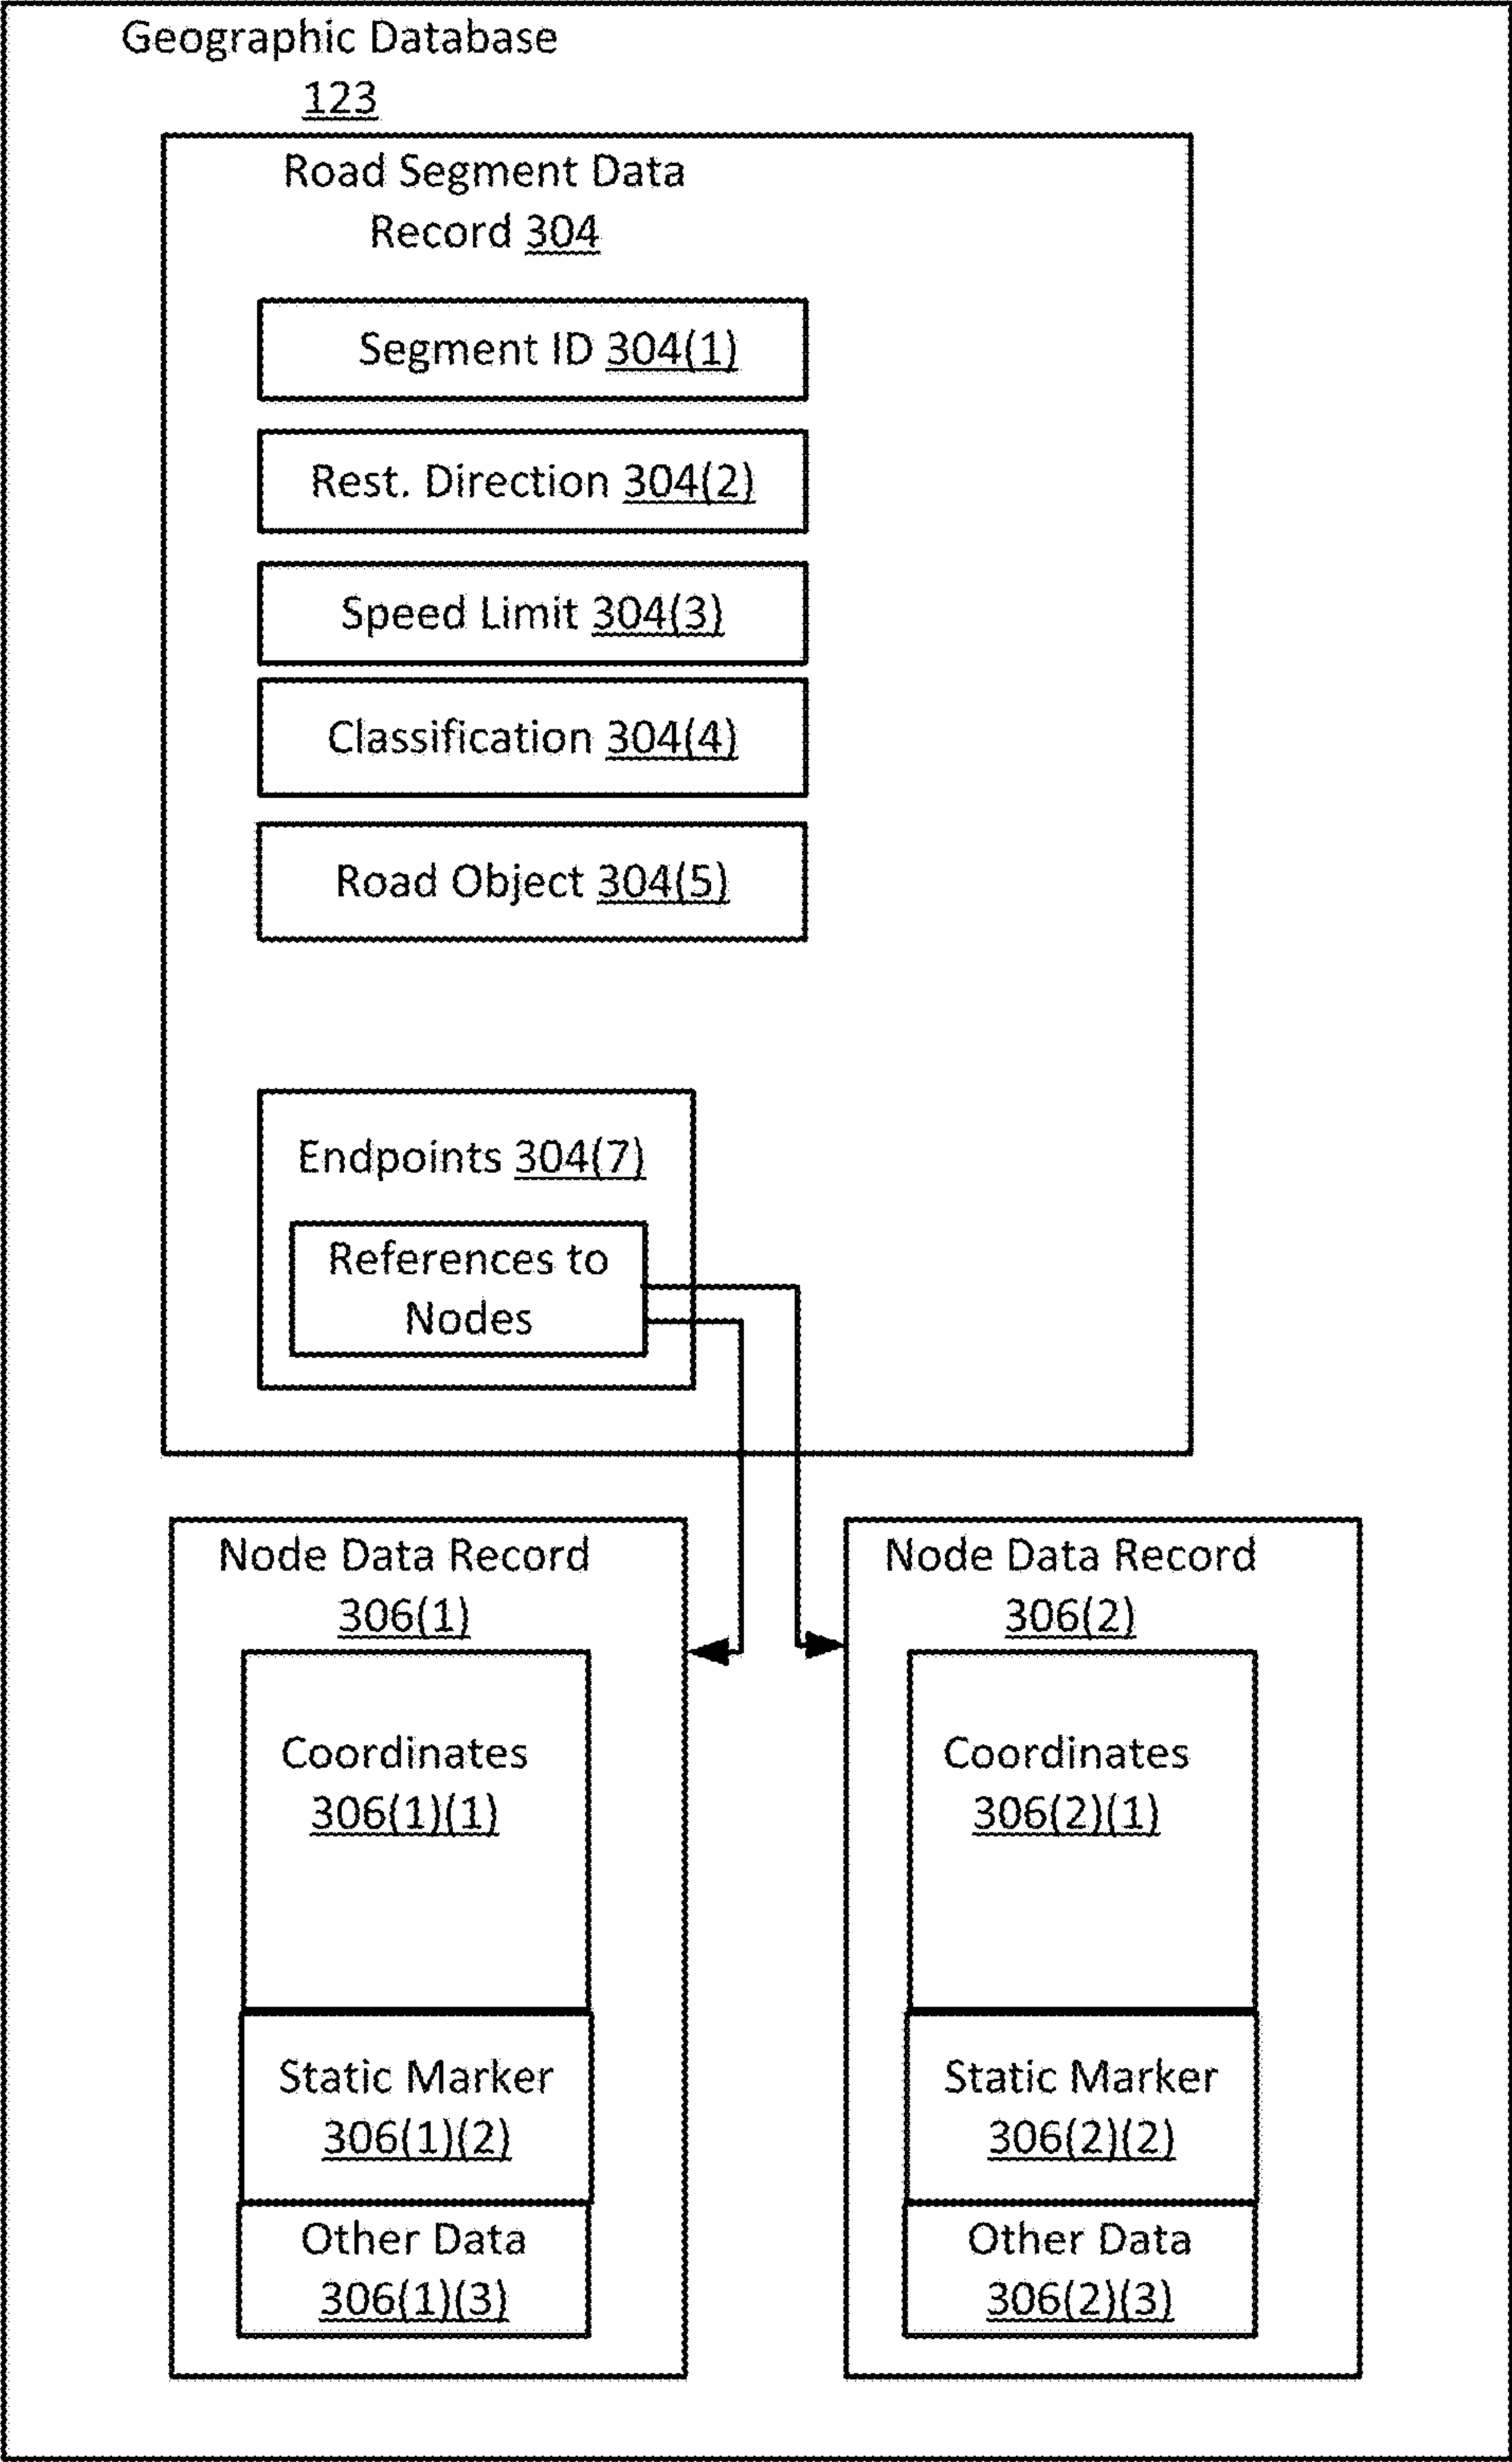 Geographic Database
123
Road Segment Data
Record 304
Segment ID 304(1)
Rest. Direction 304(2)
Speed Limit 304(3)
Classification 304(4)
Road Object 304(5)
Endpoints 304(7)
References to
Nodes
Node Data Record
306(1)
Coordinates
306(1)(1)
Static Marker
306(1)(2)
Other Data
306(1)(3)
Node Data Record
306(2)
Coordinates
306(2)(1)
Static Marker
306(2)(2)
Other Data
306(2)(3)